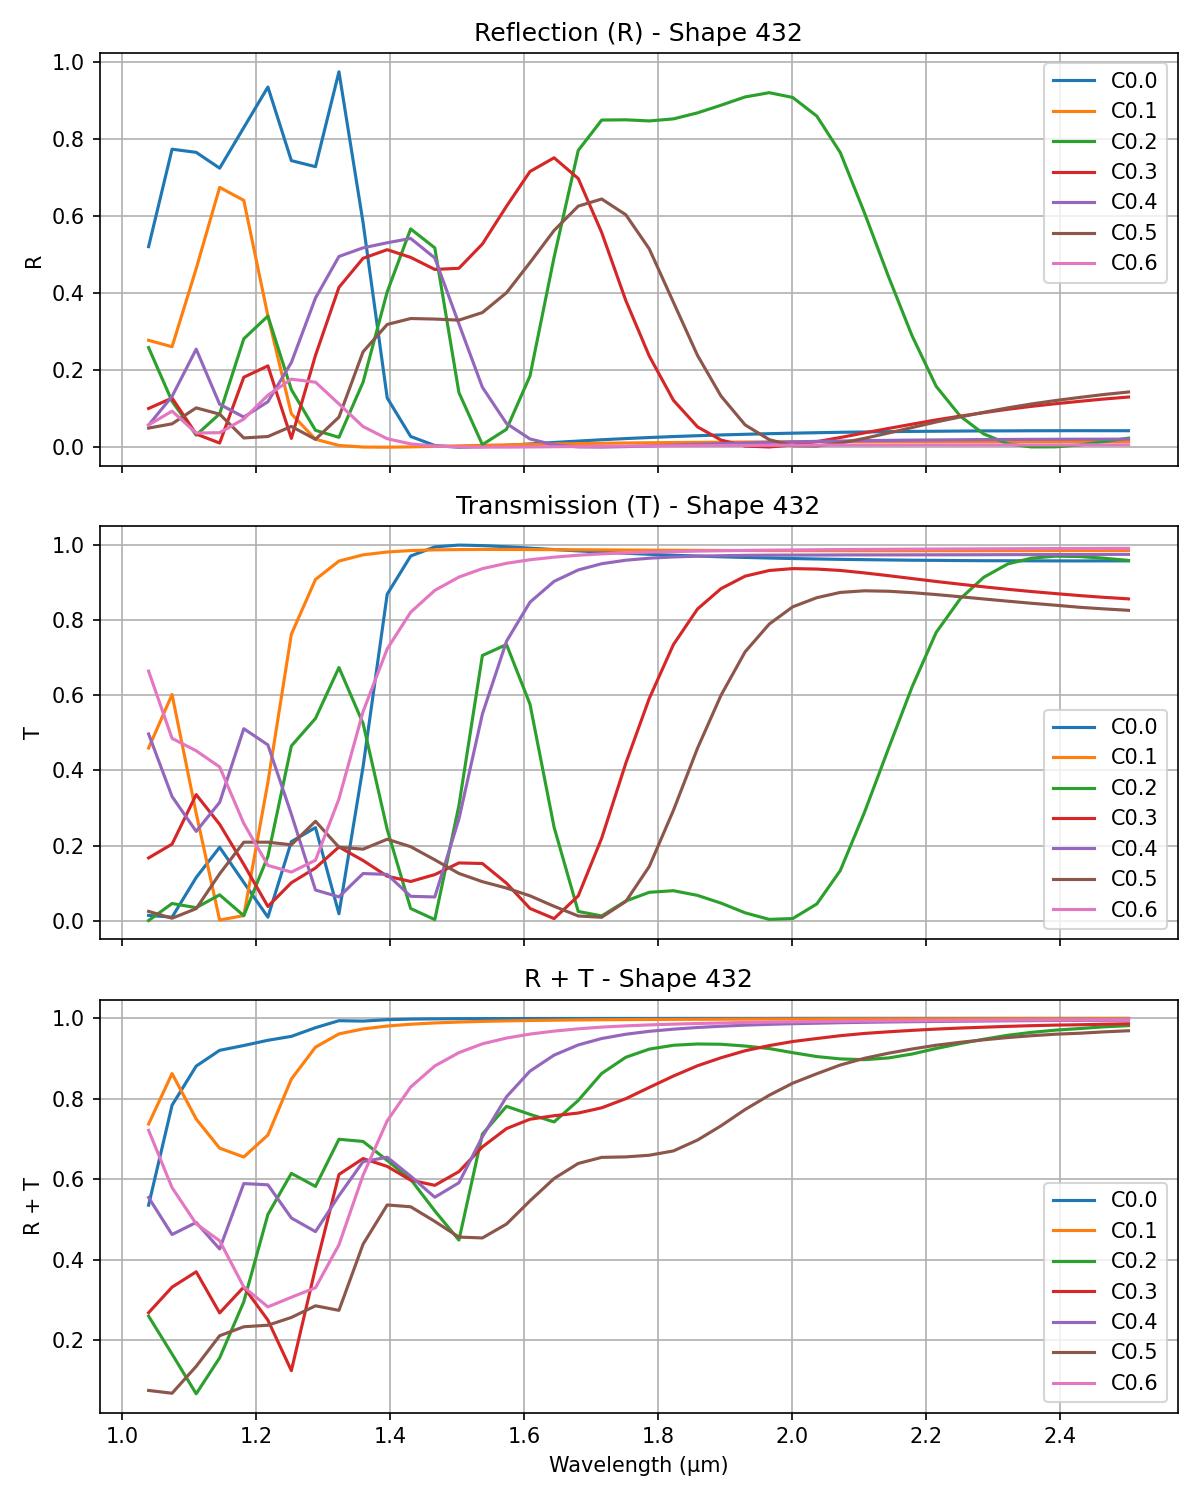 Reflection (R) - Shape 432
1.0
0.8
0.6
0.4
0.2
0.0
R
C0.0
C0.1
C0.2
C0.3
C0.4
C0.5
C0.6
Transmission (T) - Shape 432
1.0
0.8
0.6
0.4
0.2
0.0
T
C0.0
C0.1
C0.2
C0.3
C0.4
C0.5
C0.6
R + T - Shape 432
1.0
0.8
0.6
0.4
0.2
R + T
C0.0
C0.1
C0.2
C0.3
C0.4
C0.5
C0.6
1.0 1.2 1.4 1.6 1.8 2.0 2.2 2.4
Wavelength (μm)